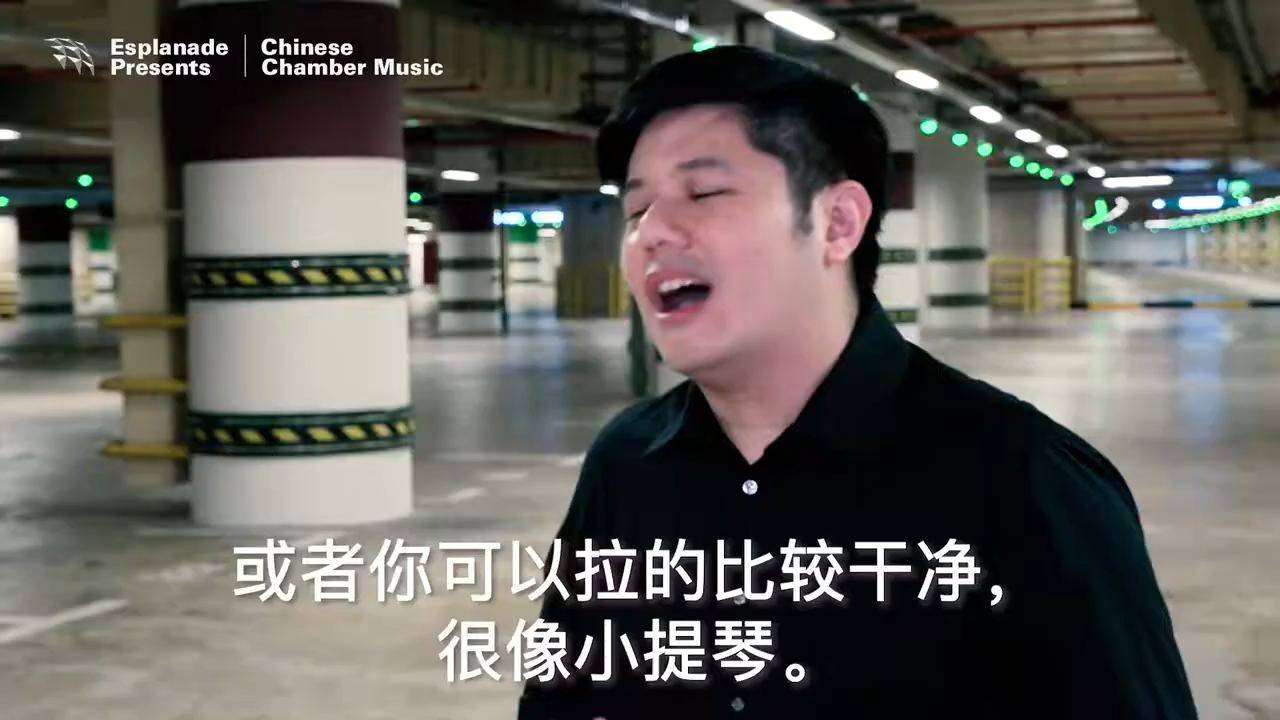 Esplanade
Presents
Chinese
Chamber Music
或者你可以拉的比较干净,
很像小提琴。